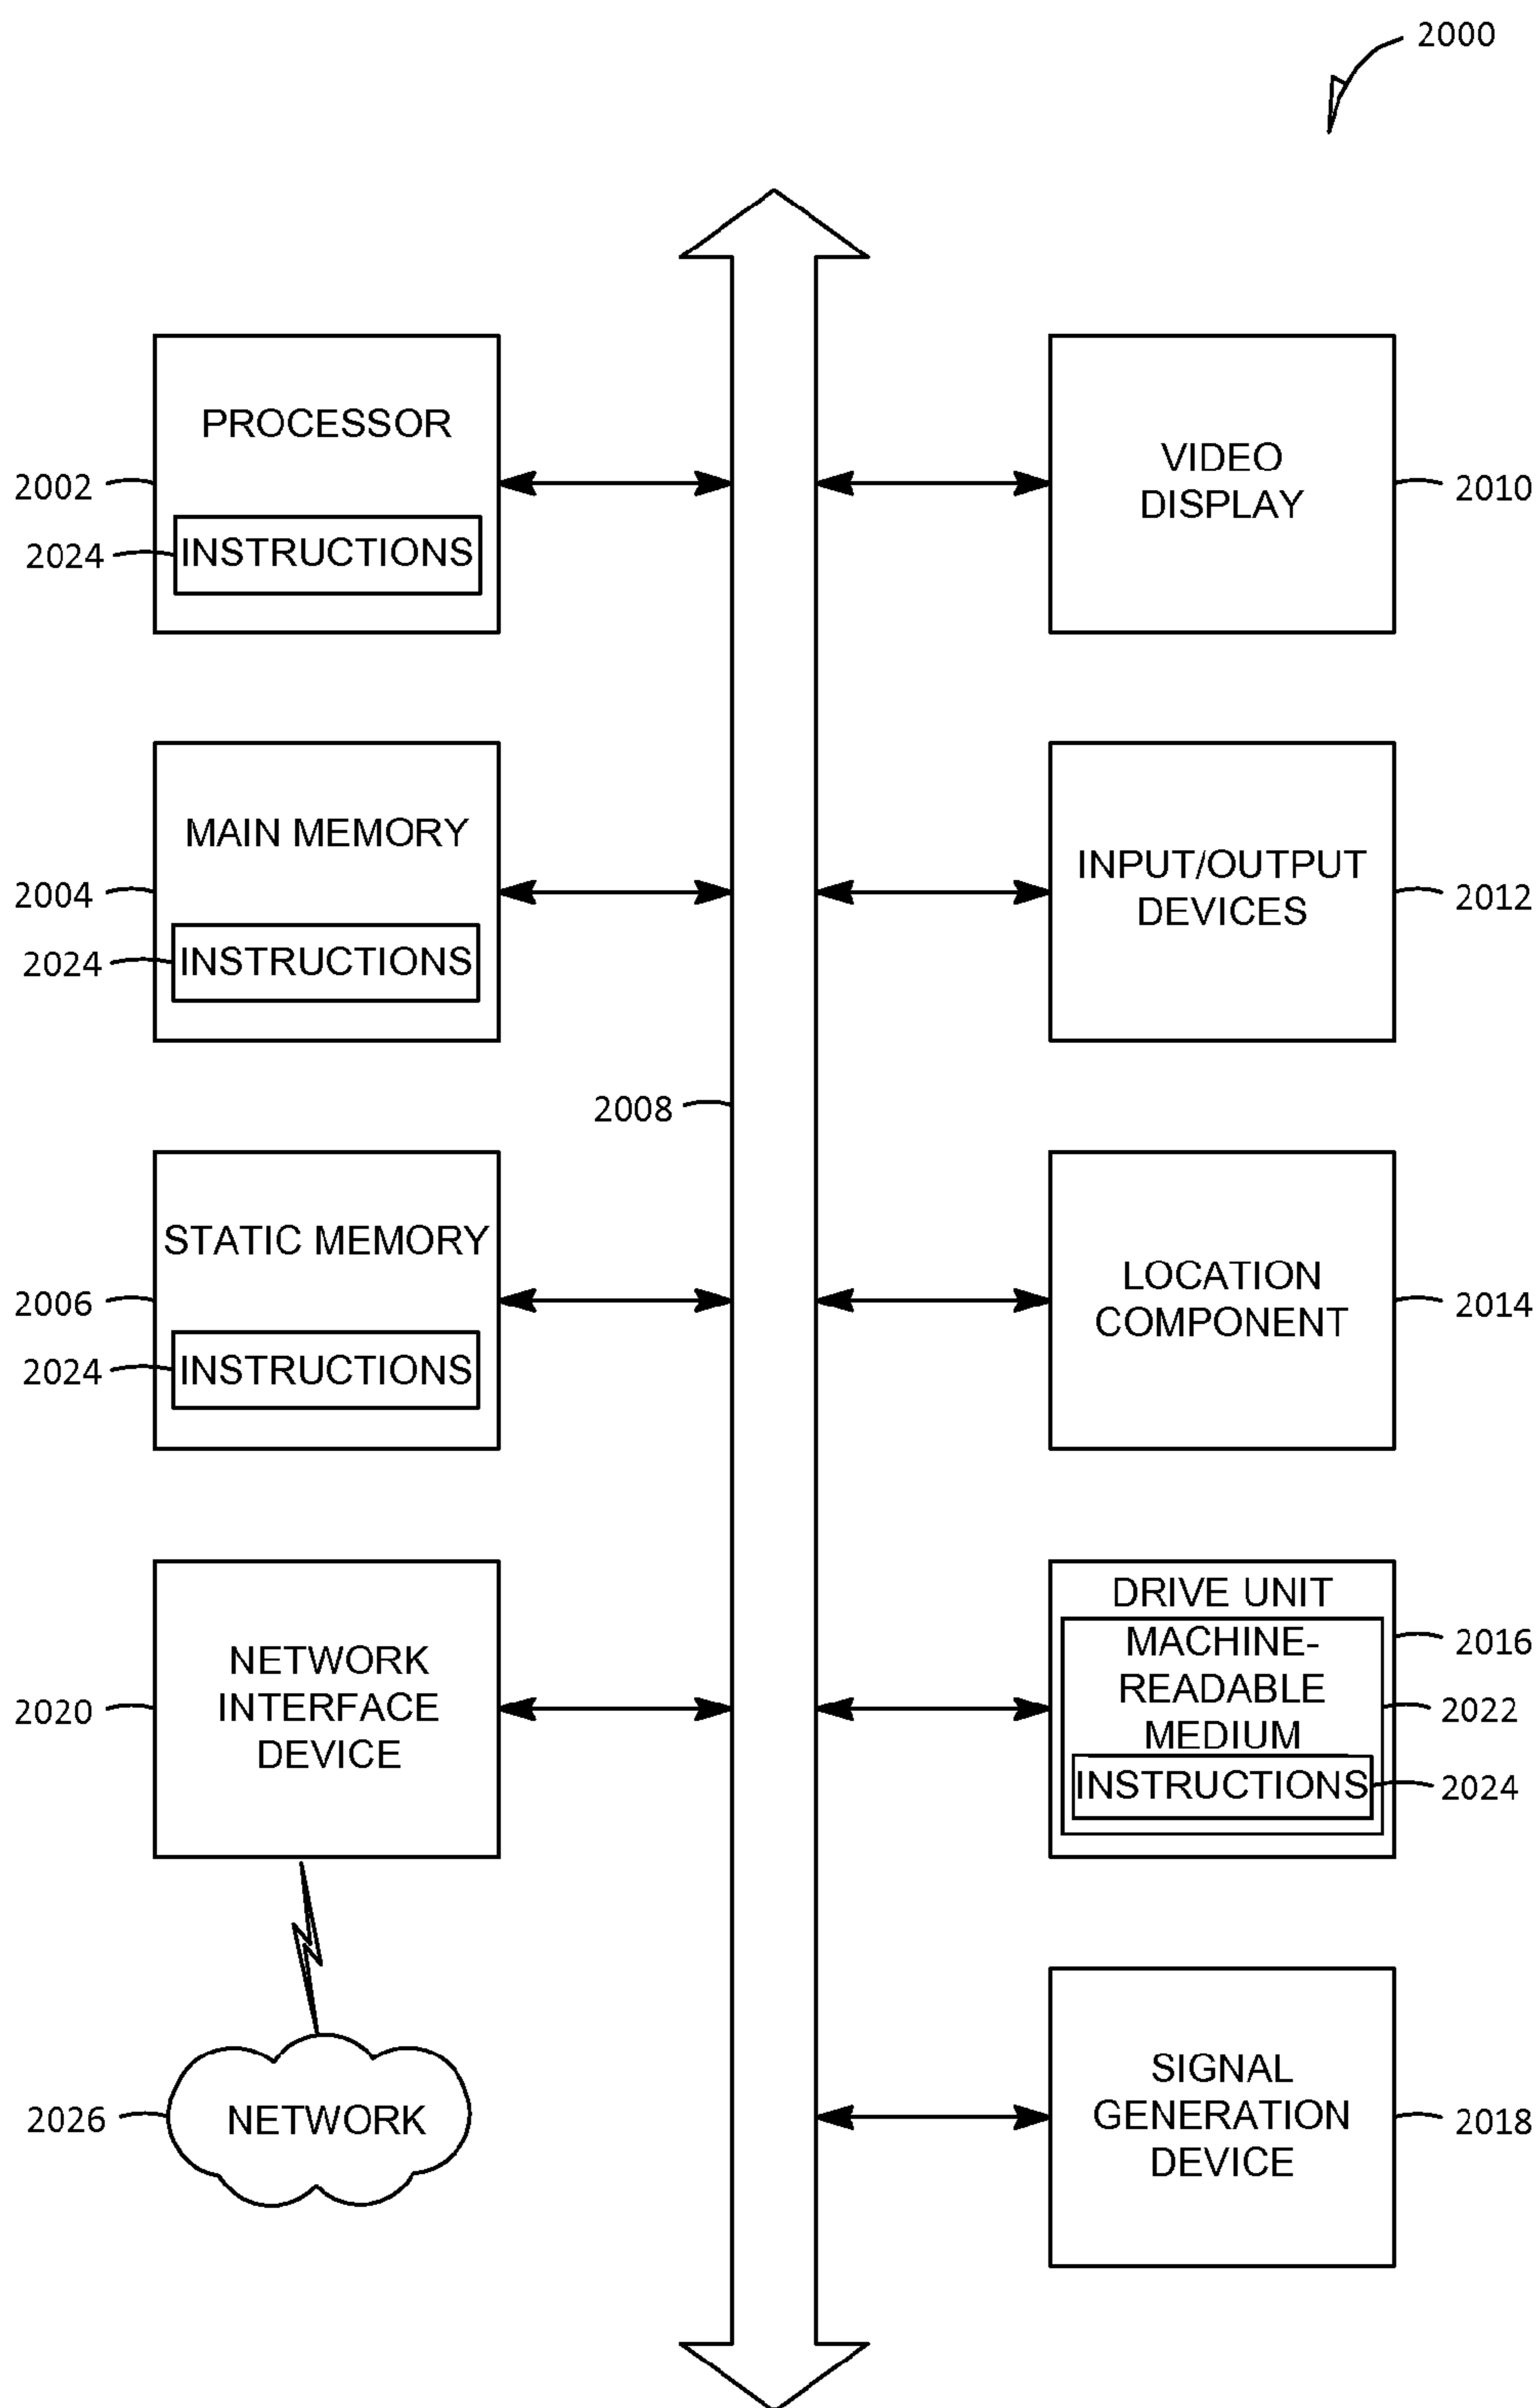 2000
PROCESSOR
2002
2024
INSTRUCTIONS
VIDEO
DISPLAY
2010
MAIN MEMORY
2004
2024
INSTRUCTIONS
INPUT/OUTPUT
DEVICES
2012
2008
STATIC MEMORY
2006
2024
INSTRUCTIONS
LOCATION
COMPONENT
2014
NETWORK
INTERFACE
DEVICE
2020
DRIVE UNIT
2016
MACHINE-
READABLE
MEDIUM
2022
INSTRUCTIONS
2024
2026
NETWORK
SIGNAL
GENERATION
DEVICE
2018